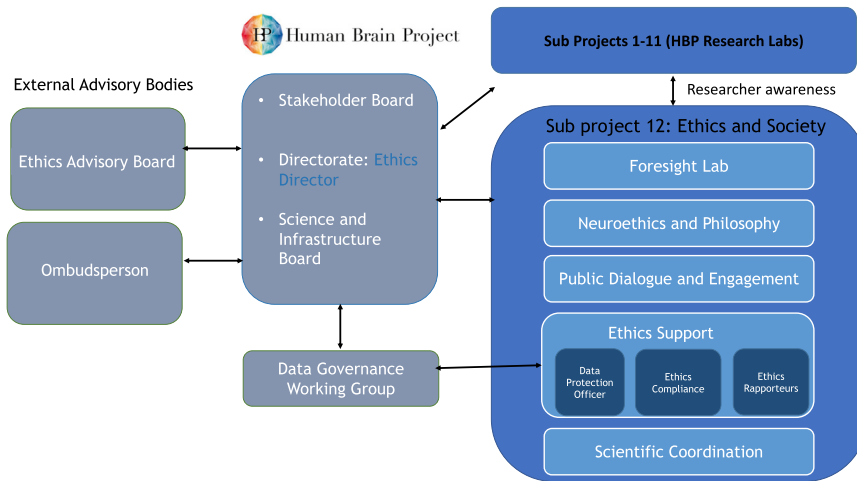 HP Human Brain Project
Sub Projects 1-11 (HBP Research Labs)
External Advisory Bodies
Researcher awareness
• Stakeholder Board
Ethics Advisory Board
• Directorate: Ethics
Director
• Science and
Infrastructure
Board
Ombudsperson
Data Governance
Working Group
Sub project 12: Ethics and Society
Foresight Lab
Neuroethics and Philosophy
Public Dialogue and Engagement
Ethics Support
Data
Protection
Officer
Ethics
Compliance
Ethics
Rapporteurs
Scientific Coordination